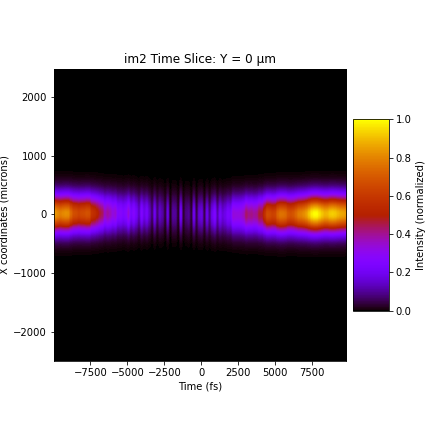 im2 Time Slice: Y = 0 μm
X coordinates (microns)
2000
1000
0
−1000
−2000
−7500 −5000 −2500 0 2500 5000 7500
Time (fs)
1.0
0.8
0.6
0.4
0.2
0.0
Intensity (normalized)